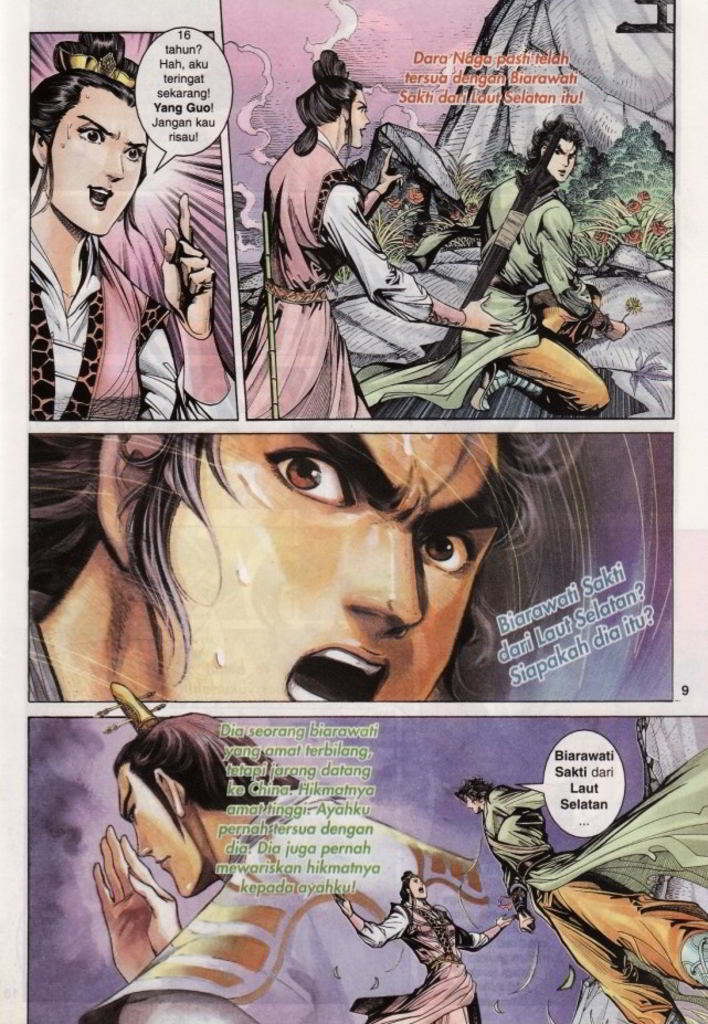 16
tahun?
Hah, aku
teringat
sekarang!
Yang Guo!
Jangan kau
risau!
Dara Naga pasti telah
tersua dengan Biarawati
Sakti dari Laut Selatan itu!
Biarawati Sakti
dari Laut Selatan?
Siapakah dia itu?
9
Dia seorang biarawati
yang amat terbilang,
tetapi jarang datang
ke China. Hikmatnya
amat tinggi. Ayahku
pernah tersua dengan
dia! Dia juga pernah
mewariskan hikmatnya
kepada ayahku!
Biarawati
Sakti dari
Laut
Selatan
...